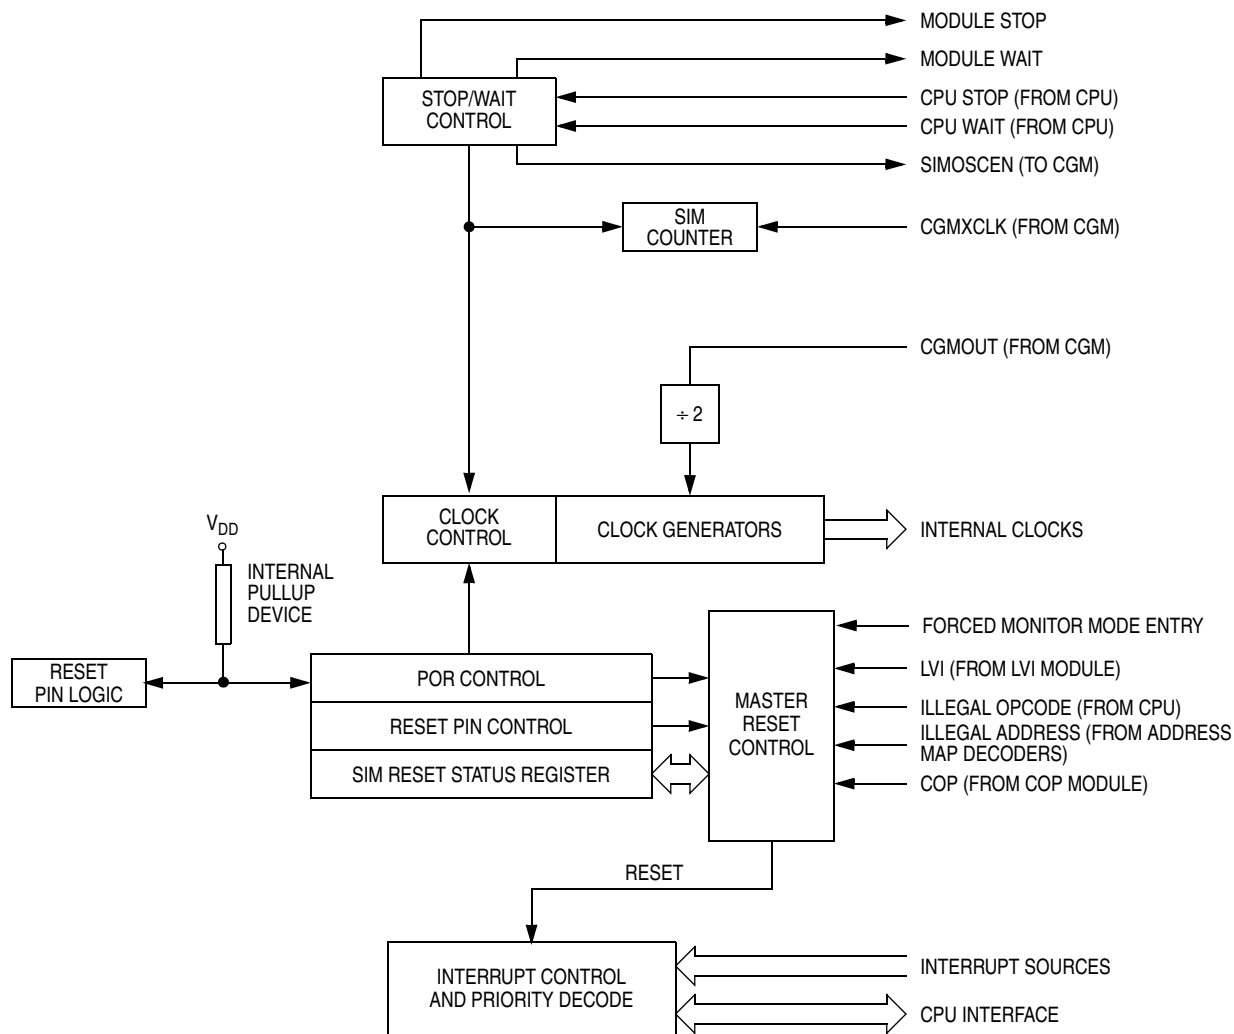 MODULE STOP
MODULE WAIT
STOP/WAIT
CONTROL
CPU STOP (FROM CPU)
CPU WAIT (FROM CPU)
SIMOSCEN (TO CGM)
SIM
COUNTER
CGMXCLK (FROM CGM)
CGMOUT (FROM CGM)
÷ 2
CLOCK
CONTROL
CLOCK GENERATORS
INTERNAL CLOCKS
VDD
INTERNAL
PULLUP
DEVICE
RESET
PIN LOGIC
POR CONTROL
RESET PIN CONTROL
SIM RESET STATUS REGISTER
MASTER
RESET
CONTROL
FORCED MONITOR MODE ENTRY
LVI (FROM LVI MODULE)
ILLEGAL OPCODE (FROM CPU)
ILLEGAL ADDRESS (FROM ADDRESS
MAP DECODERS)
COP (FROM COP MODULE)
RESET
INTERRUPT CONTROL
AND PRIORITY DECODE
INTERRUPT SOURCES
CPU INTERFACE